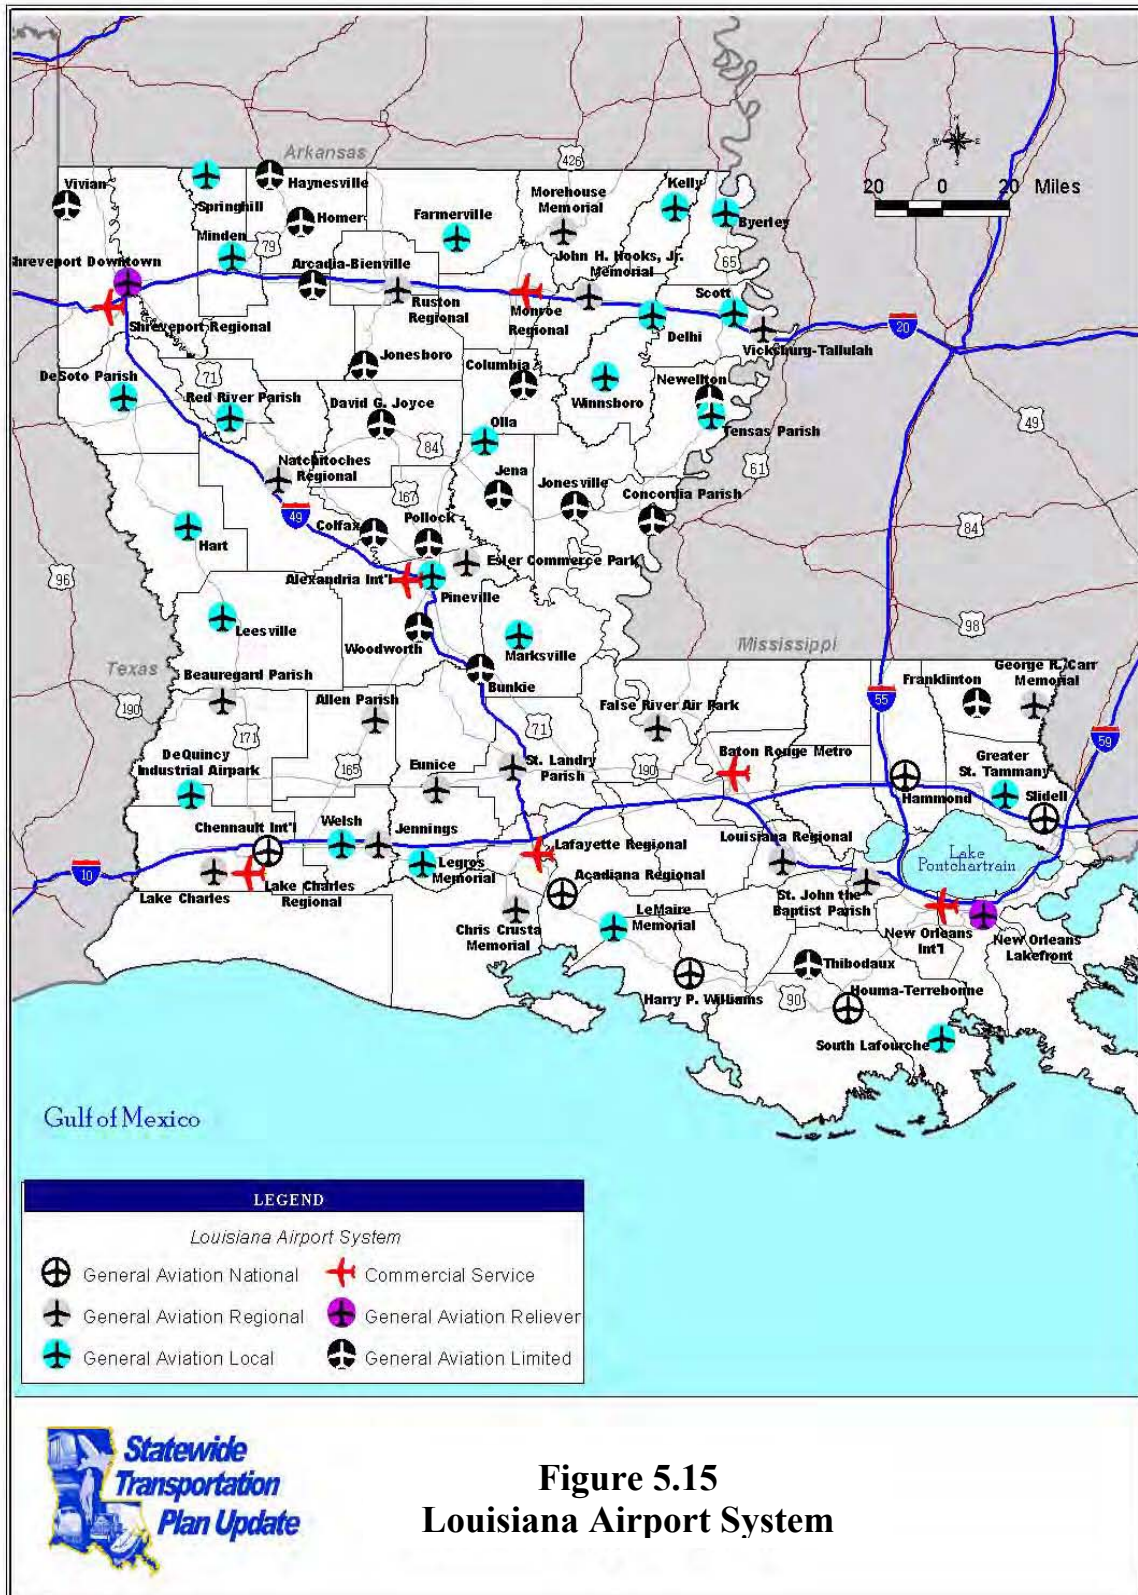 Arkansas
426
Vivian
Haynesville
Springhill
Homer
Morehouse
Memorial
Kelly
20 0 20 Miles
Farmerville
Byerley
Minden
79
John H. Hooks, Jr.
Memorial
65
Shreveport Downtown
Arcadia-Bienville
Ruston
Regional
Monroe
Regional
Scott
Shreveport Regional
Delhi
20
Vicksburg-Tallulah
Jonesboro
Columbia
DeSoto Parish
71
Red River Parish
David G. Joyce
Winnsboro
Newellton
49
Olla
Tensas Parish
84
Natchitoches
Regional
61
Jena
Jonesville
Concordia Parish
167
49
Colfax
Pollock
84
Hart
Esler Commerce Park
96
Alexandria Int'l
Pineville
Leesville
Woodworth
Marksville
98
Mississippi
Texas
Beauregard Parish
Bunkie
George R. Carr
Memorial
Franklinton
190
Allen Parish
False River Air Park
55
171
71
59
Baton Rouge Metro
DeQuincy
Industrial Airpark
165
Eunice
St. Landry
Parish
190
Greater
St. Tammany
Hammond
Slidell
Chennault Int'l
Welsh
Jennings
Louisiana Regional
Lafayette Regional
Lake
Pontchartrain
10
Legros
Memorial
Acadiana Regional
Lake Charles
Lake Charles
Regional
St. John the
Baptist Parish
LeMaire
Memorial
Chris Crusta
Memorial
New Orleans
Int'l
New Orleans
Lakefront
Thibodaux
Harry P. Williams
90
Houma-Terrebonne
South Lafourche
Gulf of Mexico
LEGEND
Louisiana Airport System
General Aviation National
Commercial Service
General Aviation Regional
General Aviation Reliever
General Aviation Local
General Aviation Limited
Statewide
Transportation
Plan Update
Figure 5.15
Louisiana Airport System